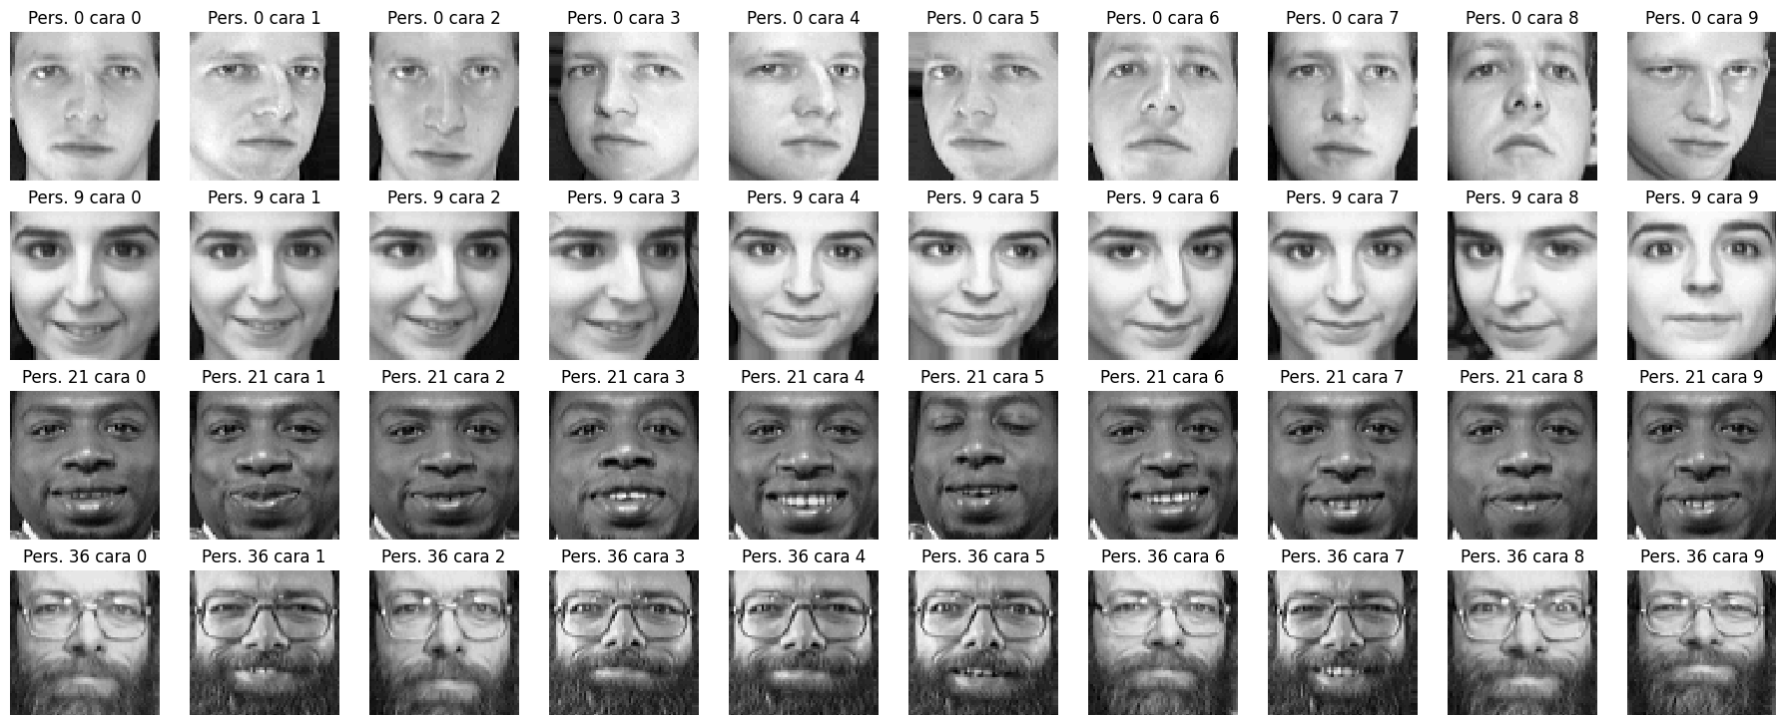 Pers. 0 cara 0 Pers. 0 cara 1 Pers. 0 cara 2 Pers. 0 cara 3 Pers. 0 cara 4 Pers. 0 cara 5 Pers. 0 cara 6 Pers. 0 cara 7 Pers. 0 cara 8 Pers. 0 cara 9
Pers. 9 cara 0 Pers. 9 cara 1 Pers. 9 cara 2 Pers. 9 cara 3 Pers. 9 cara 4 Pers. 9 cara 5 Pers. 9 cara 6 Pers. 9 cara 7 Pers. 9 cara 8 Pers. 9 cara 9
Pers. 21 cara 0 Pers. 21 cara 1 Pers. 21 cara 2 Pers. 21 cara 3 Pers. 21 cara 4 Pers. 21 cara 5 Pers. 21 cara 6 Pers. 21 cara 7 Pers. 21 cara 8 Pers. 21 cara 9
Pers. 36 cara 0 Pers. 36 cara 1 Pers. 36 cara 2 Pers. 36 cara 3 Pers. 36 cara 4 Pers. 36 cara 5 Pers. 36 cara 6 Pers. 36 cara 7 Pers. 36 cara 8 Pers. 36 cara 9